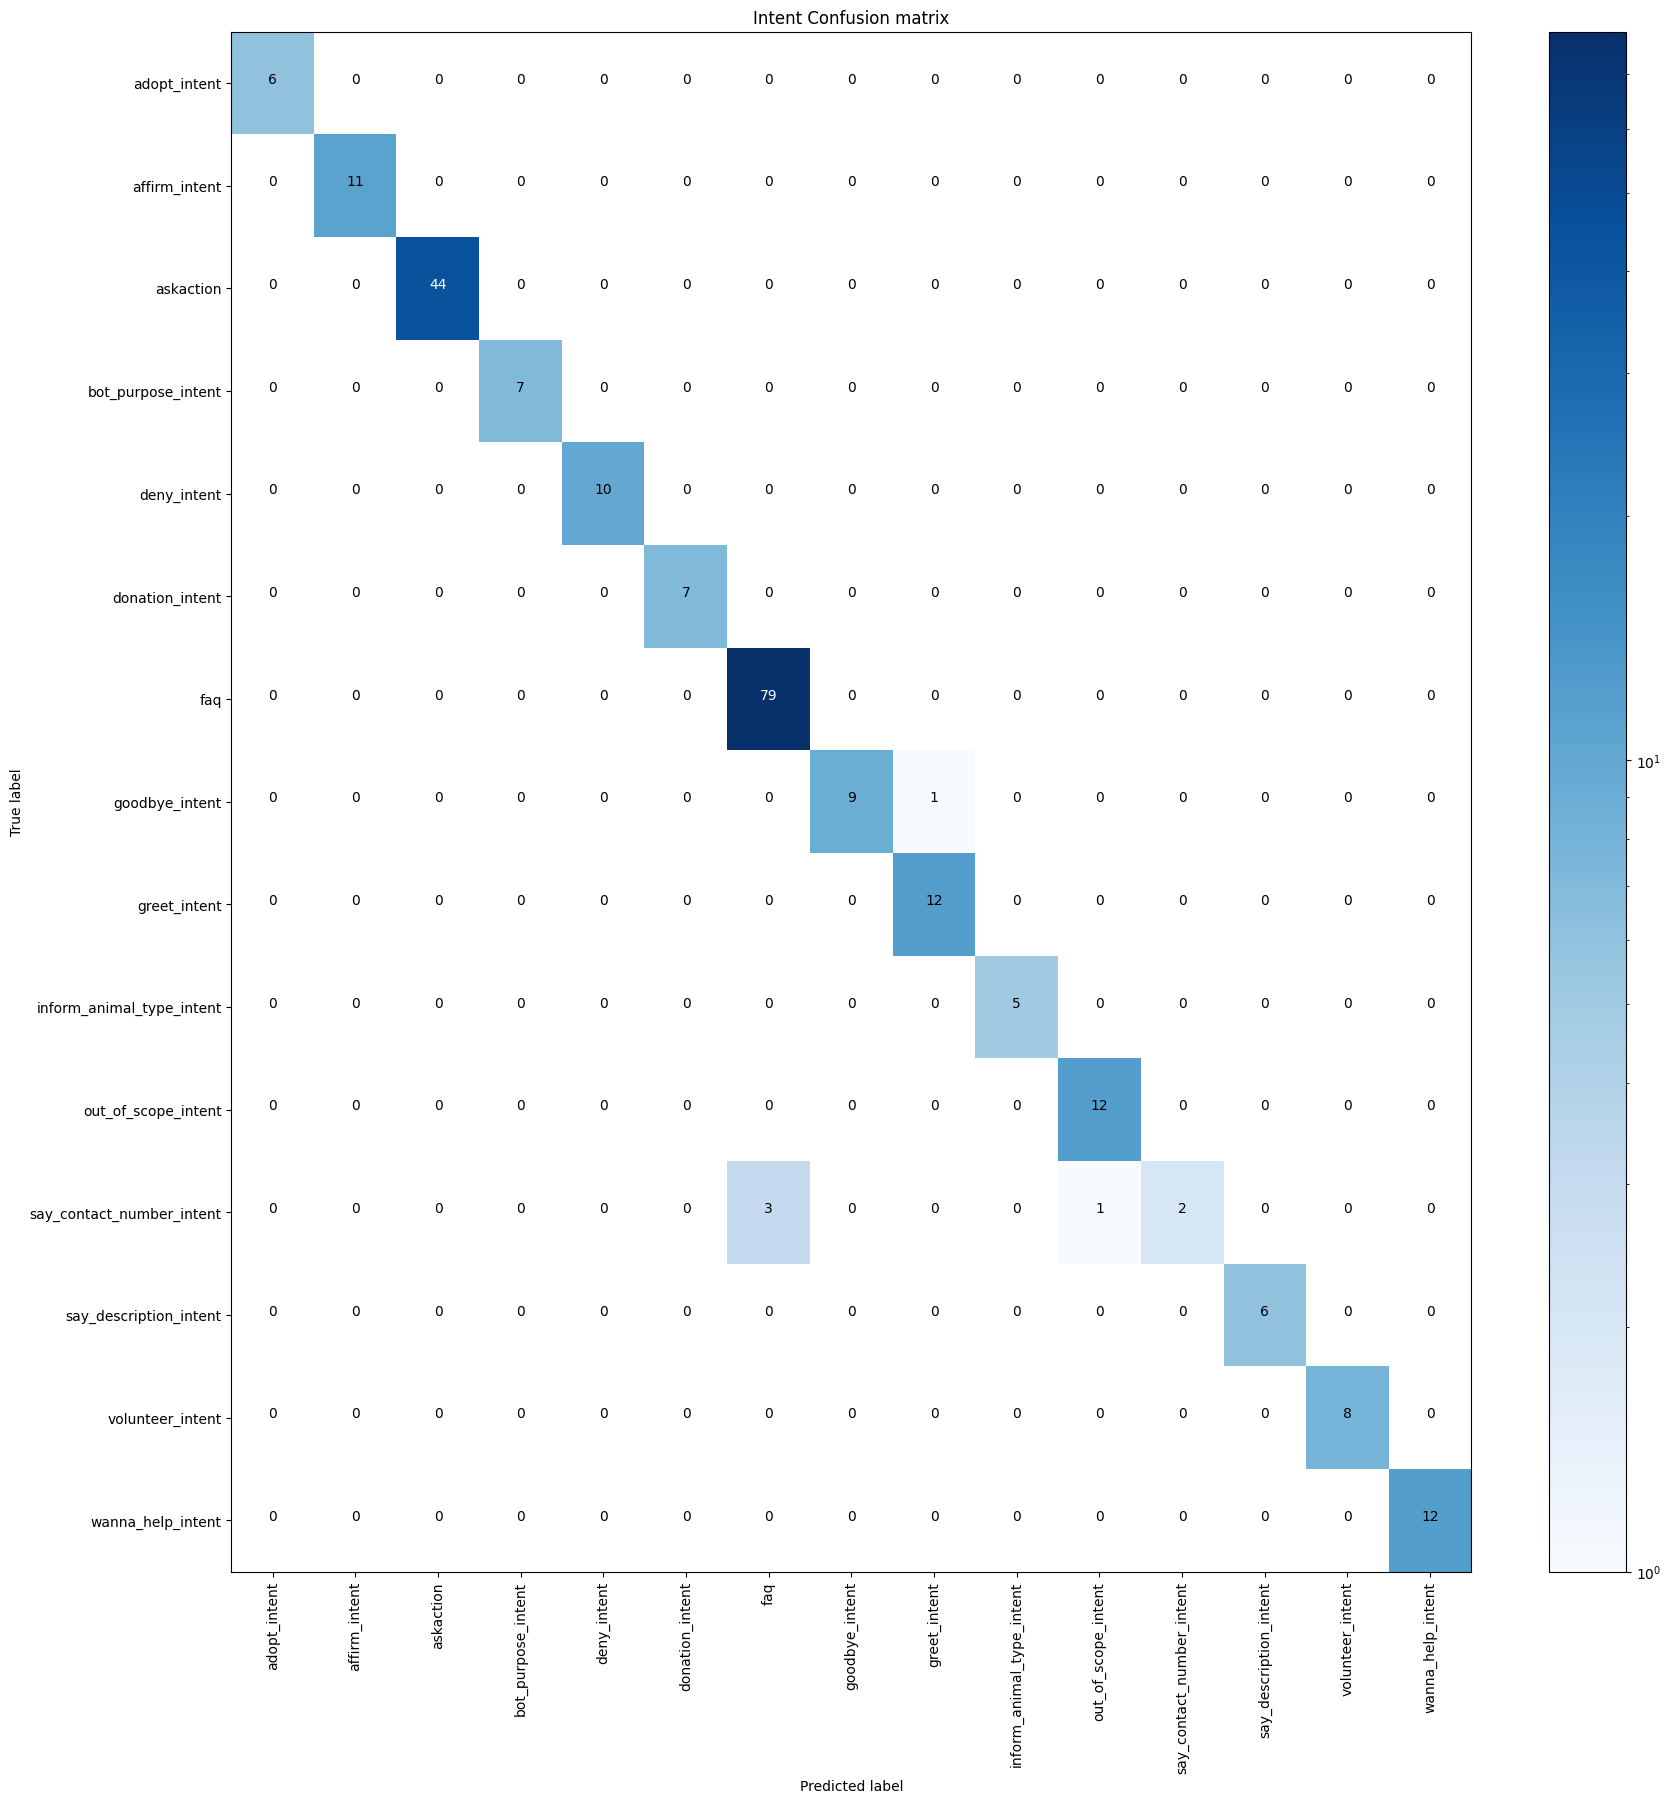 Intent Confusion matrix
adopt_intent 6 0 0 0 0 0 0 0 0 0 0 0 0 0 0
affirm_intent 0 11 0 0 0 0 0 0 0 0 0 0 0 0 0
askaction 0 0 44 0 0 0 0 0 0 0 0 0 0 0 0
bot_purpose_intent 0 0 0 7 0 0 0 0 0 0 0 0 0 0 0
deny_intent 0 0 0 0 10 0 0 0 0 0 0 0 0 0 0
donation_intent 0 0 0 0 0 7 0 0 0 0 0 0 0 0 0
faq 0 0 0 0 0 0 79 0 0 0 0 0 0 0 0
goodbye_intent 0 0 0 0 0 0 0 9 1 0 0 0 0 0 0
greet_intent 0 0 0 0 0 0 0 0 12 0 0 0 0 0 0
inform_animal_type_intent 0 0 0 0 0 0 0 0 0 5 0 0 0 0 0
out_of_scope_intent 0 0 0 0 0 0 0 0 0 0 12 0 0 0 0
say_contact_number_intent 0 0 0 0 0 0 3 0 0 0 1 2 0 0 0
say_description_intent 0 0 0 0 0 0 0 0 0 0 0 0 6 0 0
volunteer_intent 0 0 0 0 0 0 0 0 0 0 0 0 0 8 0
wanna_help_intent 0 0 0 0 0 0 0 0 0 0 0 0 0 0 12
True label
adopt_intent
affirm_intent
askaction
bot_purpose_intent
deny_intent
donation_intent
faq
goodbye_intent
greet_intent
inform_animal_type_intent
out_of_scope_intent
say_contact_number_intent
say_description_intent
volunteer_intent
wanna_help_intent
Predicted label
10¹
10⁰